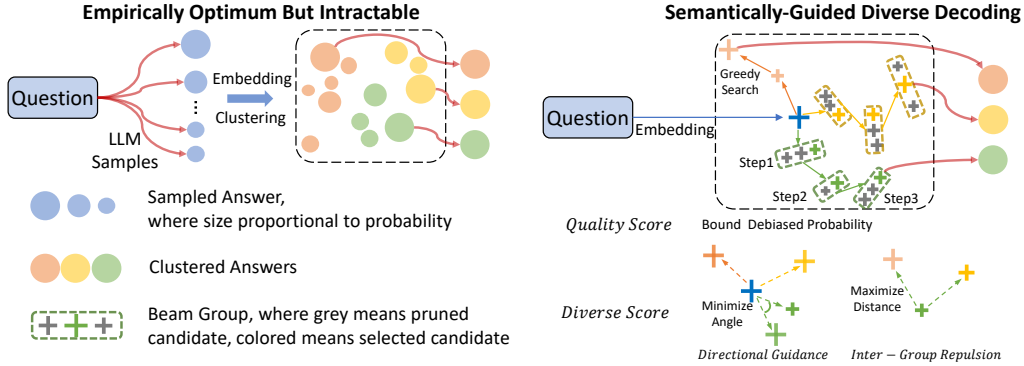 Empirically Optimum But Intractable
Question
LLM
Samples
Embedding
Clustering
Sampled Answer,
where size proportional to probability
Clustered Answers
Beam Group, where grey means pruned
candidate, colored means selected candidate
Semantically-Guided Diverse Decoding
Question
Embedding
Greedy
Search
Step1
Step2
Step3
Quality Score
Bound Debiased Probability
Diverse Score
Minimize
Angle
Directional Guidance
Maximize
Distance
Inter − Group Repulsion